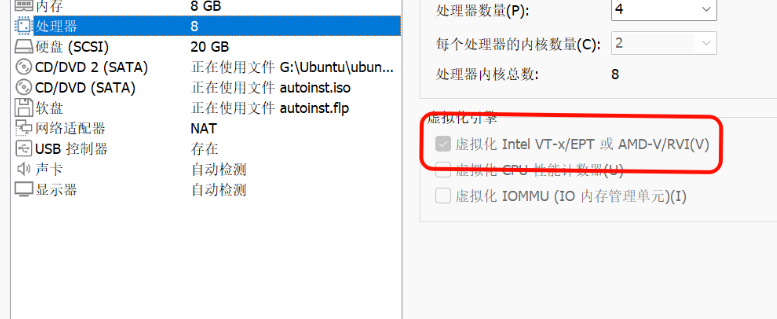 内存 8 GB
处理器 8
硬盘 (SCSI) 20 GB
CD/DVD 2 (SATA) 正在使用文件 G:\Ubuntu\ubun...
CD/DVD (SATA) 正在使用文件 autoinst.iso
软盘 正在使用文件 autoinst.flp
网络适配器 NAT
USB 控制器 存在
声卡 自动检测
显示器 自动检测
处理器数量(P): 4
每个处理器的内核数量(C): 2
处理器内核总数: 8
虚拟化引擎
虚拟化 Intel VT-x/EPT 或 AMD-V/RVI(V)
虚拟化 CPU 性能计数器(U)
虚拟化 IOMMU (IO 内存管理单元)(I)